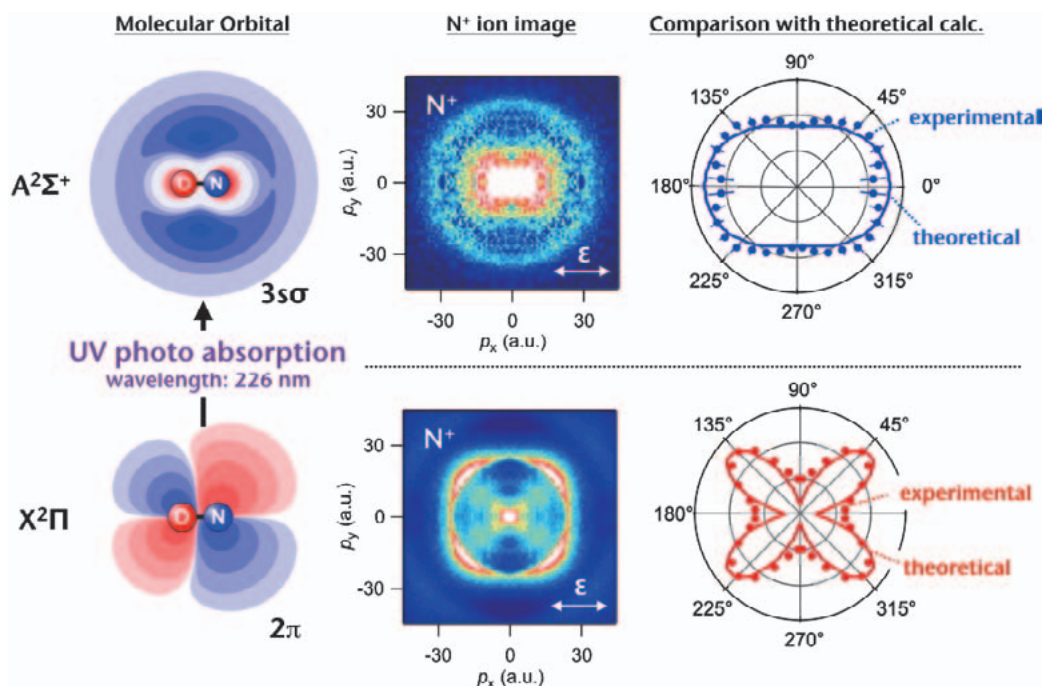 Molecular Orbital
N⁺ ion image
Comparison with theoretical calc.
A²Σ⁺
N
3sσ
N⁺
30
0
-30
p_y (a.u.)
ε
-30 0 30
p_x (a.u.)
90°
135° 45°
experimental
180° 0°
theoretical
225° 315°
270°
UV photo absorption
wavelength: 226 nm
X²Π
N
2π
N⁺
30
0
-30
p_y (a.u.)
ε
-30 0 30
p_x (a.u.)
90°
135° 45°
experimental
180°
theoretical
225° 315°
270°